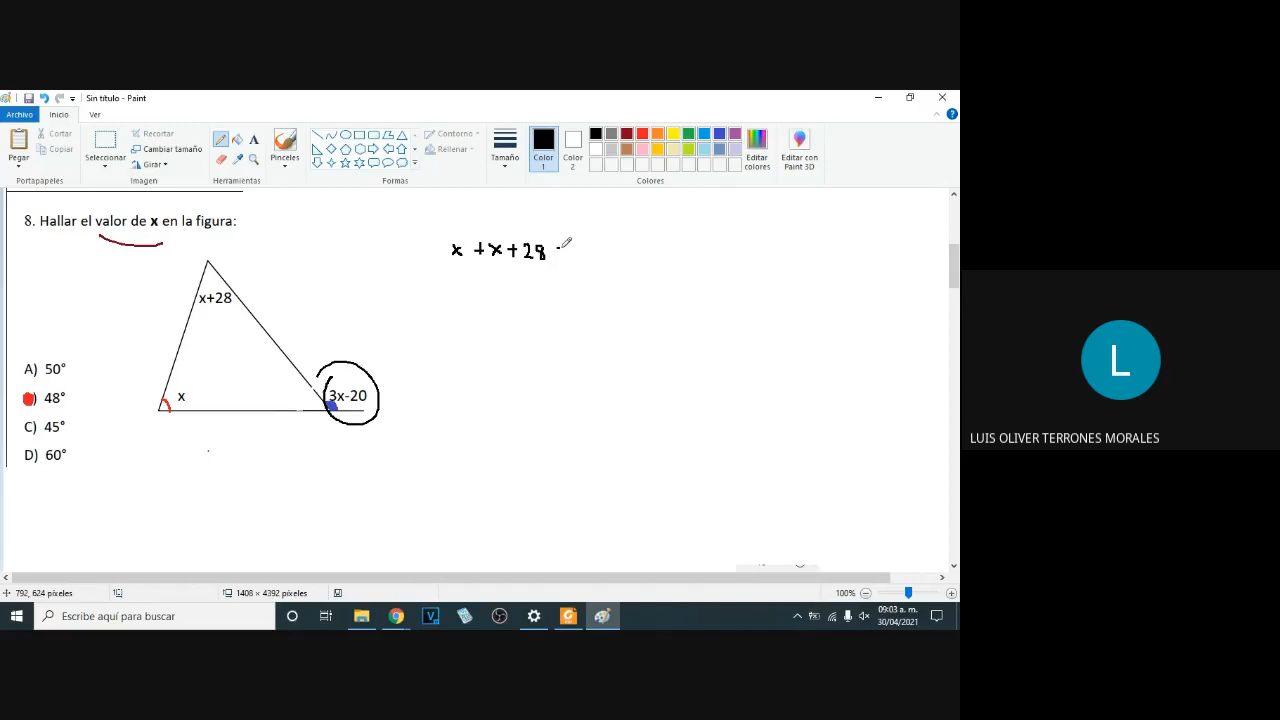 Sin título - Paint
Archivo Inicio Ver
Pegar
Cortar
Copiar
Portapapeles
Seleccionar
Recortar
Cambiar tamaño
Girar
Imagen
A
Herramientas
Pinceles
Contorno
Rellenar
Formas
Tamaño
Color 1
Color 2
Editar colores
Editar con Paint 3D
Colores
8. Hallar el valor de x en la figura:
x + x + 28
x+28
A) 50°
x
3x-20
) 48°
C) 45°
D) 60°
L
LUIS OLIVER TERRONES MORALES
792, 624 píxeles
1408 × 4392 píxeles
100%
Escribe aquí para buscar
V
09:03 a. m.
30/04/2021